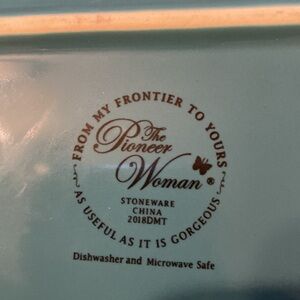 FROM MY FRONTIER TO YOURS
The
Pioneer
Woman®
STONEWARE
CHINA
2018DMT
AS USEFUL AS IT IS GORGEOUS
Dishwasher and Microwave Safe